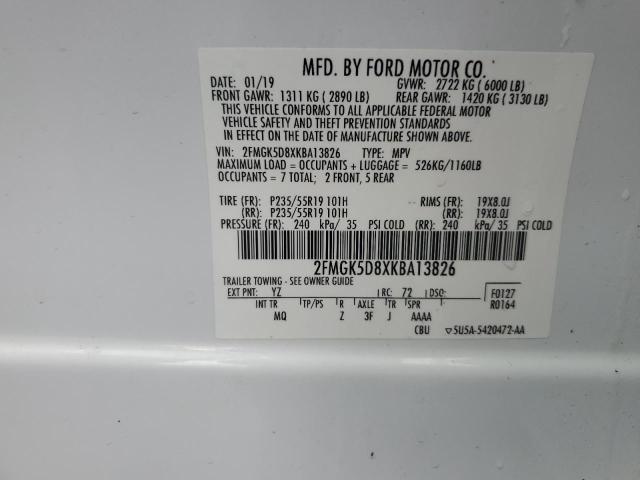 MFD. BY FORD MOTOR CO.
DATE: 01/19 GVWR: 2722 KG ( 6000 LB)
FRONT GAWR: 1311 KG ( 2890 LB) REAR GAWR: 1420 KG ( 3130 LB)
THIS VEHICLE CONFORMS TO ALL APPLICABLE FEDERAL MOTOR
VEHICLE SAFETY AND THEFT PREVENTION STANDARDS IN
EFFECT ON THE DATE OF MANUFACTURE SHOWN ABOVE.
VIN: 2FMGK5D8XKBA13826 TYPE: MPV
MAXIMUM LOAD = OCCUPANTS + LUGGAGE = 526KG/1160LB
OCCUPANTS = 7 TOTAL; 2 FRONT, 5 REAR
TIRE (FR): P235/55R19 101H RIMS (FR): 19X8.0J
(RR): P235/55R19 101H (RR): 19X8.0J
PRESSURE (FR): 240 kPa/ 35 PSI COLD (RR): 240 kPa/ 35 PSI COLD
2FMGK5D8XKBA13826
TRAILER TOWING - SEE OWNER GUIDE
EXT PNT: YZ RC: 72 DSO: F0127
INT TR TP/PS R AXLE TR SPR R0164
MQ Z 3F J AAAA
CBU ▽5U5A-5420472-AA